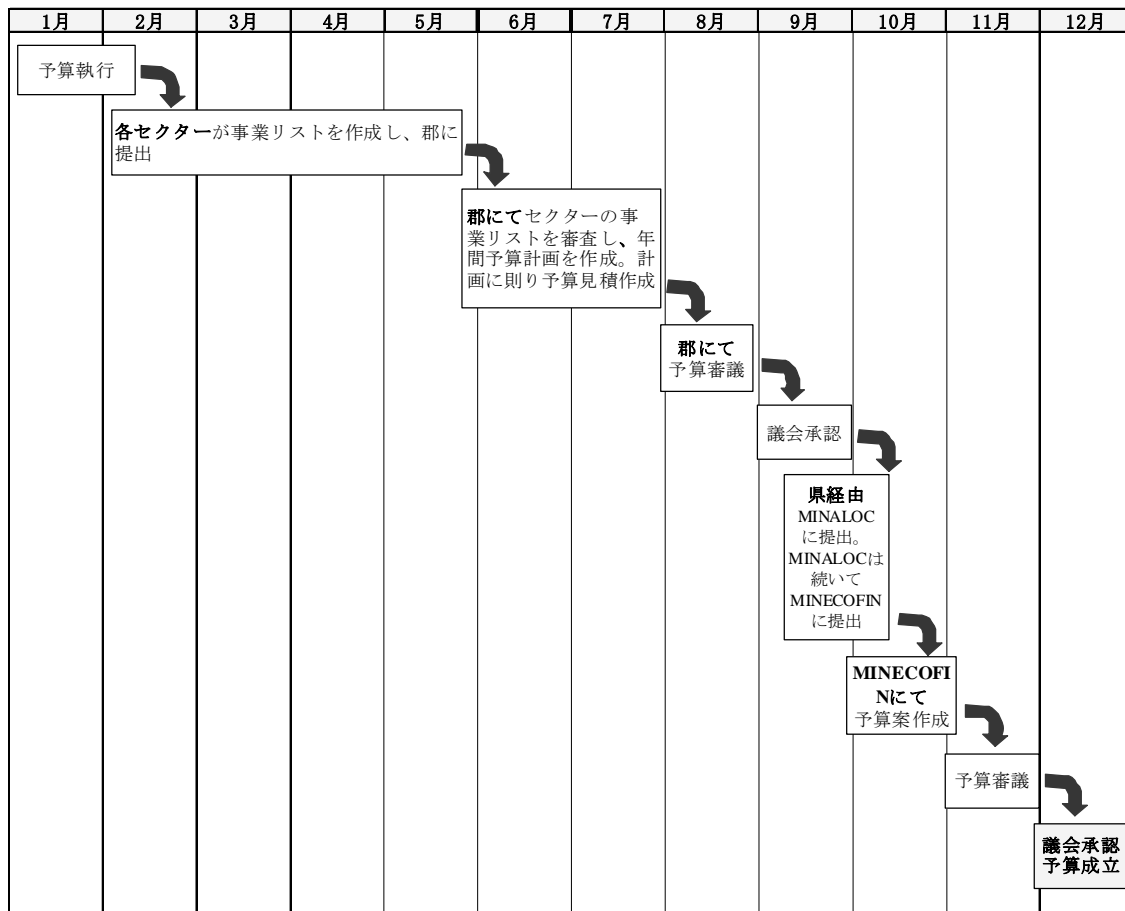 1月 2月 3月 4月 5月 6月 7月 8月 9月 10月 11月 12月
予算執行
各セクターが事業リストを作成し、郡に
提出
郡にてセクターの事
業リストを審査し、年
間予算計画を作成。計
画に則り予算見積作成
郡にて
予算審議
議会承認
県経由
MINALOC
に提出。
MINALOCは
続いて
MINECOFIN
に提出
MINECOFI
Nにて
予算案作成
予算審議
議会承認
予算成立